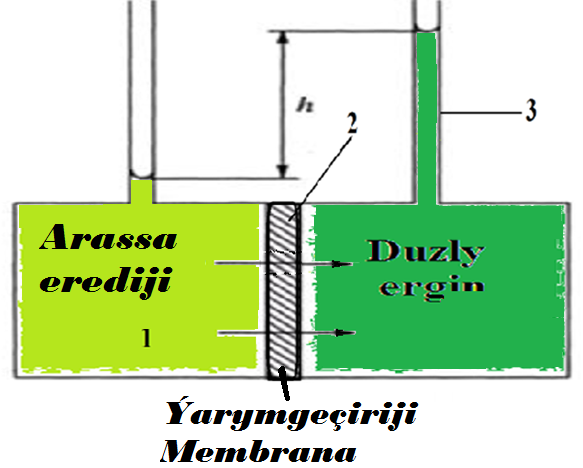 h
2
3
Arassa
erediji
1
Duzly
ergin
Ýarymgeçiriji
Membrana